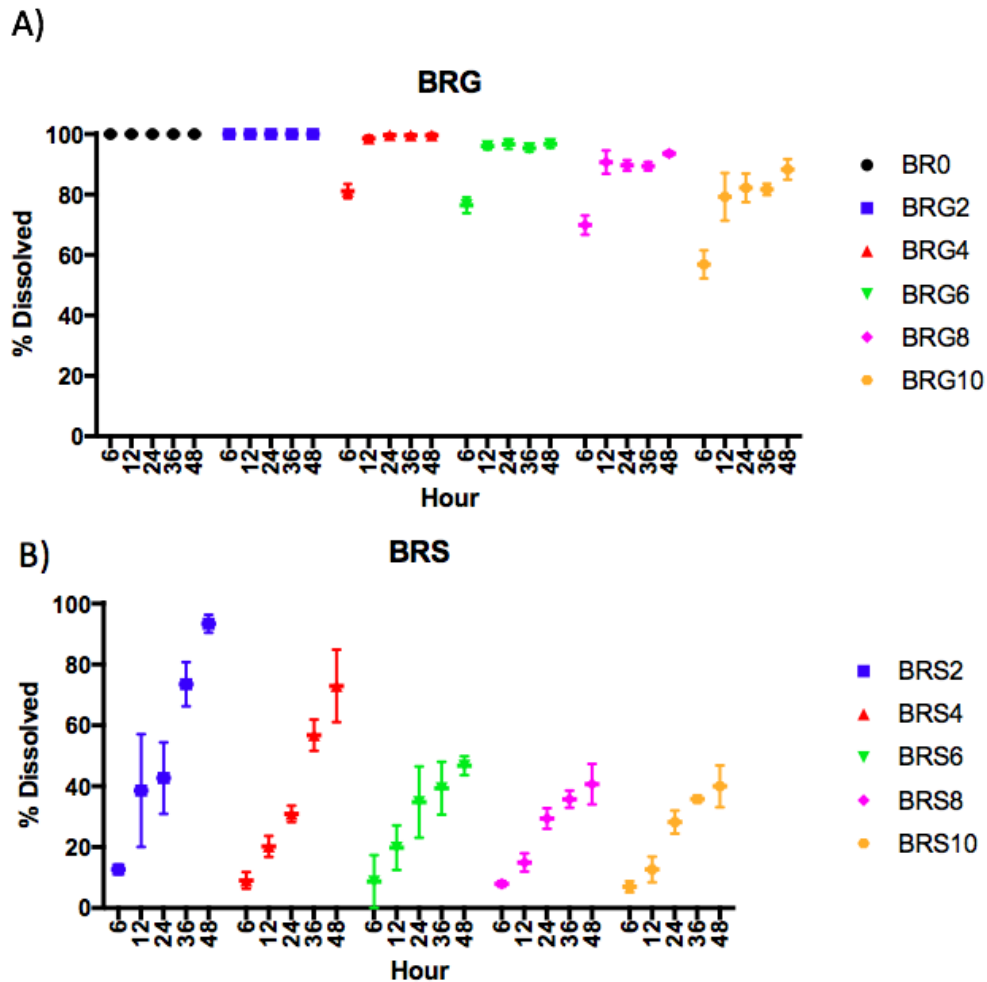 A)
BRG
100
80
60
40
20
0
% Dissolved
6 12 24 36 48 6 12 24 36 48 6 12 24 36 48 6 12 24 36 48 6 12 24 36 48 6 12 24 36 48
Hour
BR0
BRG2
BRG4
BRG6
BRG8
BRG10
B)
BRS
100
80
60
40
20
0
% Dissolved
6 12 24 36 48 6 12 24 36 48 6 12 24 36 48 6 12 24 36 48 6 12 24 36 48
Hour
BRS2
BRS4
BRS6
BRS8
BRS10